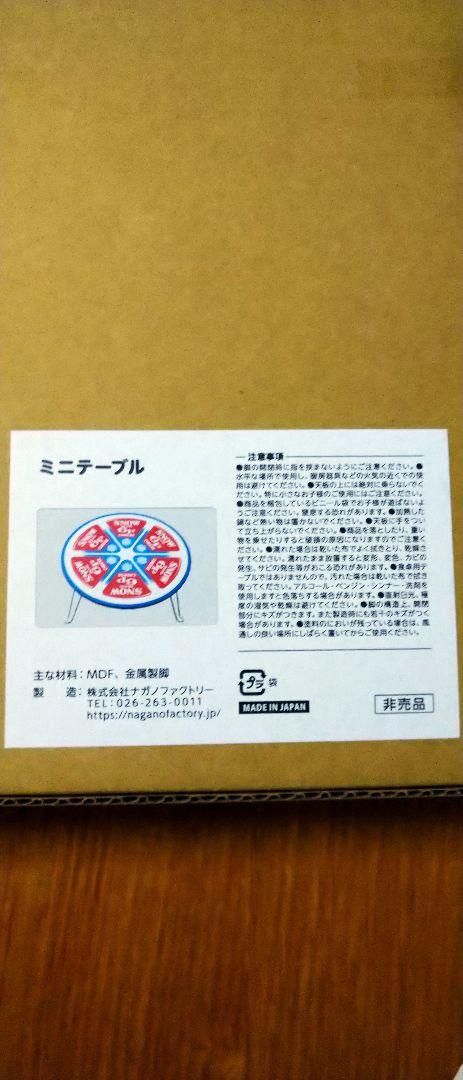 ミニテーブル
SNOW
6P
CHEESE
主な材料：MDF、金属製脚
製　　造：株式会社ナガノファクトリー
TEL:026-263-0011
https://naganofactory.jp/
注意事項
●脚の開閉時に指を挟まないようにご注意ください。●
水平な場所で使用し、暖房器具などの火気の近くでの使
用は避けてください。●天板の上には絶対に乗らないでく
ださい。特に小さなお子様のご使用にはご注意ください。
●商品を梱包しているビニール袋でお子様が遊ばないよ
うご注意ください。窒息する恐れがあります。●加熱した
鍋など熱い物は置かないでください。●天板に手をつい
て立ち上がらないでください。●商品を落としたり、重い
物を乗せたりすると破損の原因になりますのでご注意く
ださい。●濡れた場合は乾いた布でよく拭きとり、乾燥さ
せてください。濡れたまま放置すると変形、変色、カビの
発生、サビの発生等がおこる恐れがあります。●食卓用テ
ーブルではありませんので、汚れた場合は乾いた布で拭き
取ってください。アルコール・ベンジン・シンナー・洗剤を
使用しますと色落ちする場合があります。●直射日光、極
度の湿気や乾燥は避けてください。●脚の構造上、開閉
部分にキズがつきます。また製造時にも若干のキズがつく
場合があります。●塗料のにおいが残っている場合は、風
通しの良い場所にしばらく置いてからご使用ください。
プラ 袋
MADE IN JAPAN
非売品